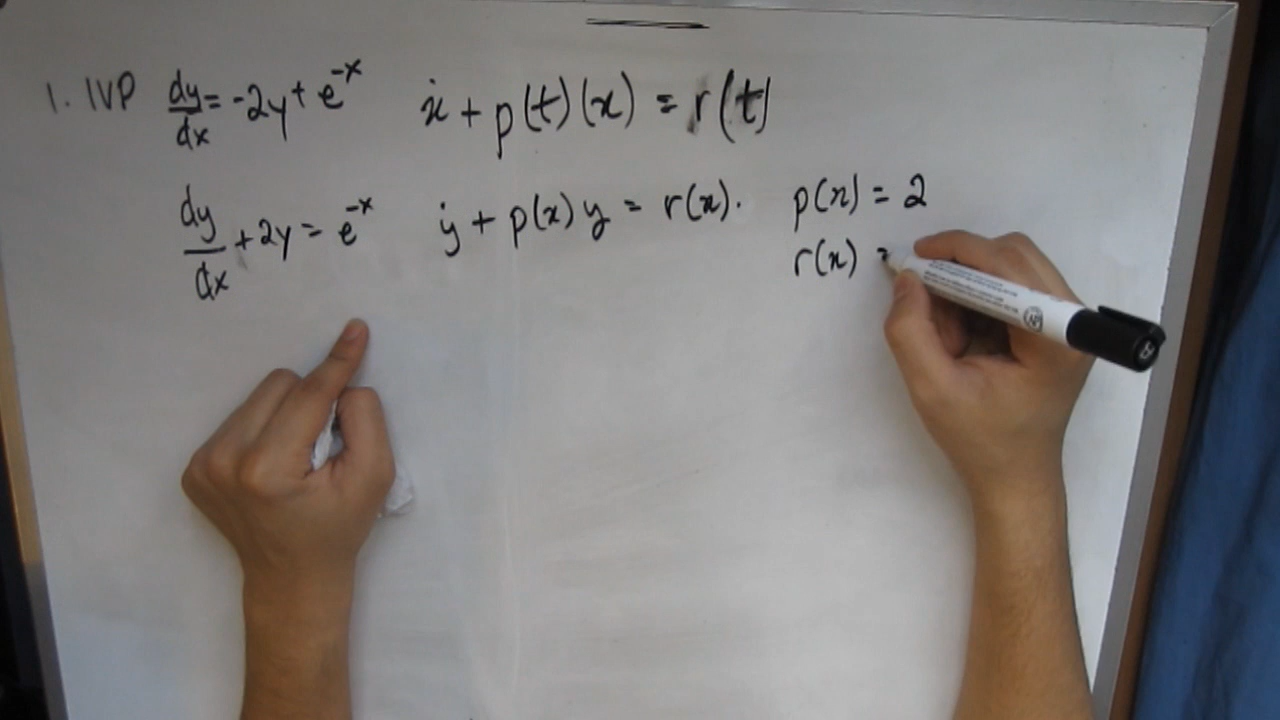 1. IVP dy/dx = -2y + e^-x ẋ + p(t)(x) = r(t)
dy/dx + 2y = e^-x ẏ + p(x)y = r(x). p(x) = 2
r(x) =